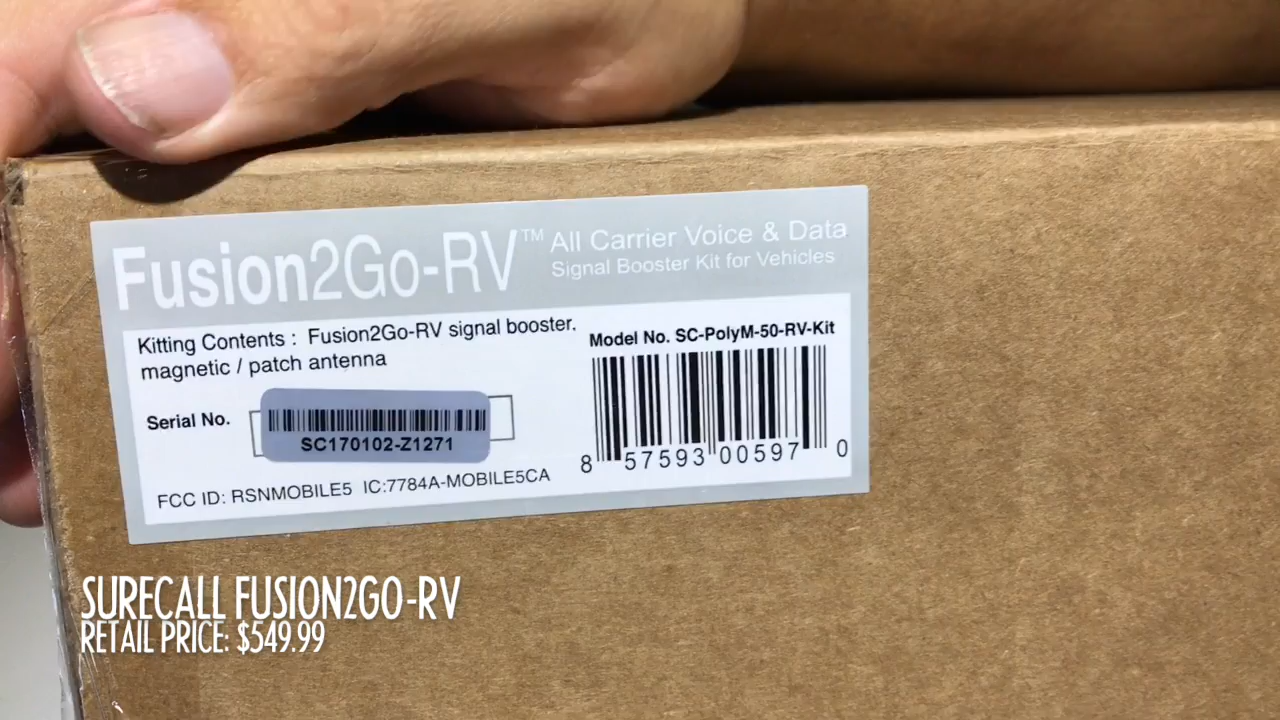 Fusion2Go-RV™ All Carrier Voice & Data
Signal Booster Kit for Vehicles
Kitting Contents : Fusion2Go-RV signal booster,
magnetic / patch antenna
Model No. SC-PolyM-50-RV-Kit
Serial No.
SC170102-Z1271
8 57593 00597 0
FCC ID: RSNMOBILE5 IC:7784A-MOBILE5CA
SURECALL FUSION2GO-RV
RETAIL PRICE: $549.99